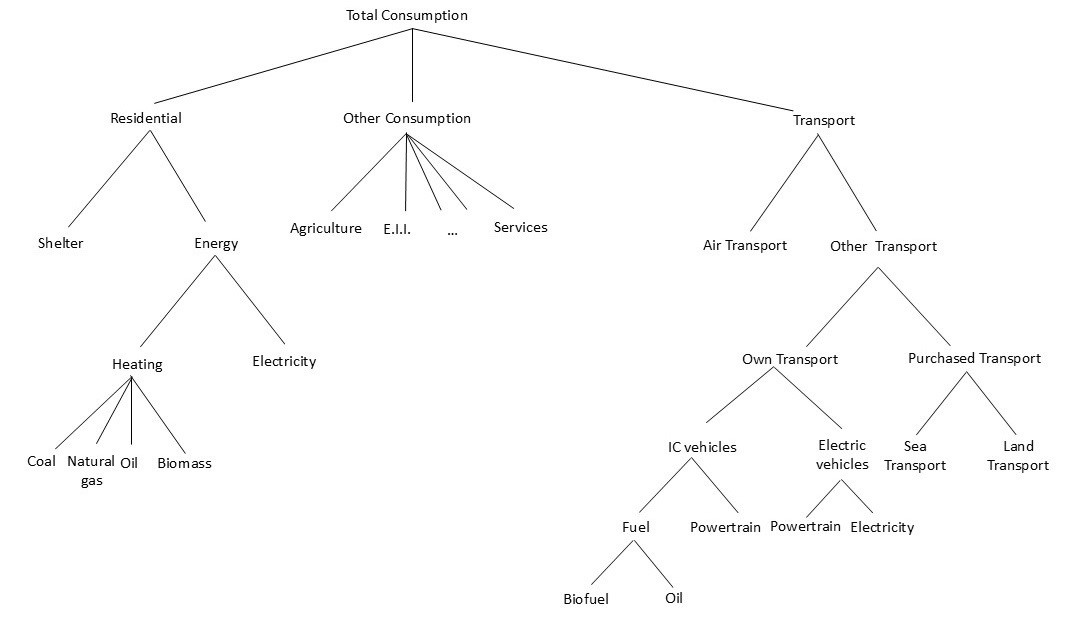 Total Consumption
Residential
Other Consumption
Transport
Shelter
Energy
Agriculture
E.I.I.
...
Services
Air Transport
Other Transport
Heating
Electricity
Own Transport
Purchased Transport
Coal
Natural
gas
Oil
Biomass
IC vehicles
Electric
vehicles
Sea
Transport
Land
Transport
Fuel
Powertrain
Powertrain
Electricity
Biofuel
Oil